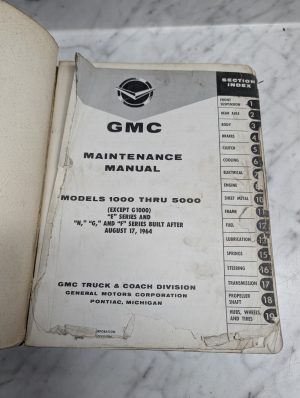 GMC
MAINTENANCE
MANUAL
MODELS 1000 THRU 5000
(EXCEPT G1000)
"E" SERIES AND
"N," "G," AND "F" SERIES BUILT AFTER
AUGUST 17, 1964
GMC TRUCK & COACH DIVISION
GENERAL MOTORS CORPORATION
PONTIAC, MICHIGAN
SECTION
INDEX
FRONT
SUSPENSION 1
REAR AXLE 2
BODY 3
BRAKES 4
CLUTCH 5
COOLING 6
ELECTRICAL 7
ENGINE 8
SHEET METAL 10
FRAME 11
FUEL 12
LUBRICATION 13
SPRINGS 15
STEERING 16
TRANSMISSION 17
PROPELLER
SHAFT 18
HUBS, WHEELS,
AND TIRES 19